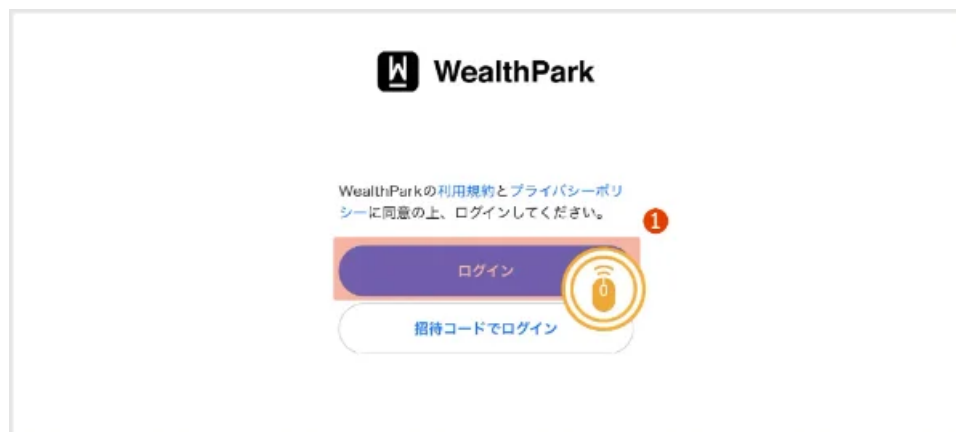 WealthPark
WealthParkの利用規約とプライバシーポリ
シーに同意の上、ログインしてください。
1
ログイン
招待コードでログイン